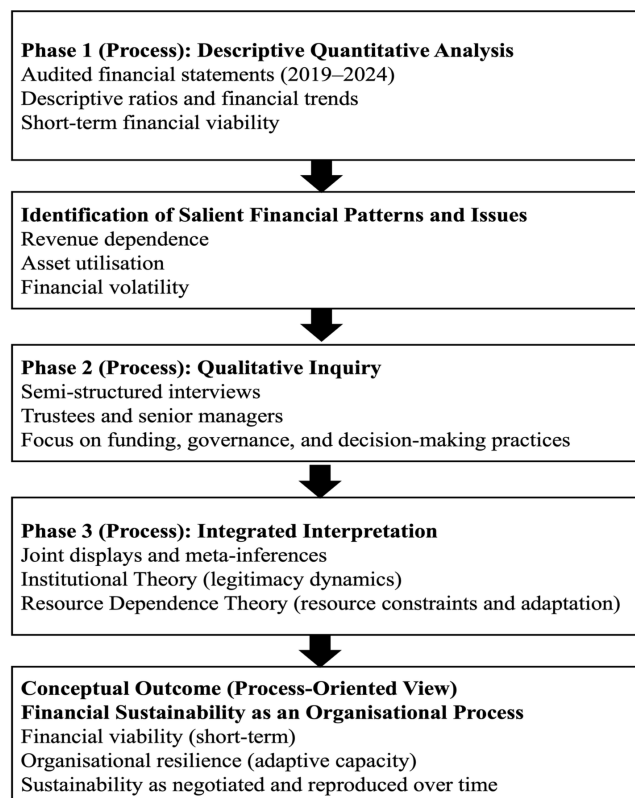 Phase 1 (Process): Descriptive Quantitative Analysis
Audited financial statements (2019–2024)
Descriptive ratios and financial trends
Short-term financial viability
Identification of Salient Financial Patterns and Issues
Revenue dependence
Asset utilisation
Financial volatility
Phase 2 (Process): Qualitative Inquiry
Semi-structured interviews
Trustees and senior managers
Focus on funding, governance, and decision-making practices
Phase 3 (Process): Integrated Interpretation
Joint displays and meta-inferences
Institutional Theory (legitimacy dynamics)
Resource Dependence Theory (resource constraints and adaptation)
Conceptual Outcome (Process-Oriented View)
Financial Sustainability as an Organisational Process
Financial viability (short-term)
Organisational resilience (adaptive capacity)
Sustainability as negotiated and reproduced over time